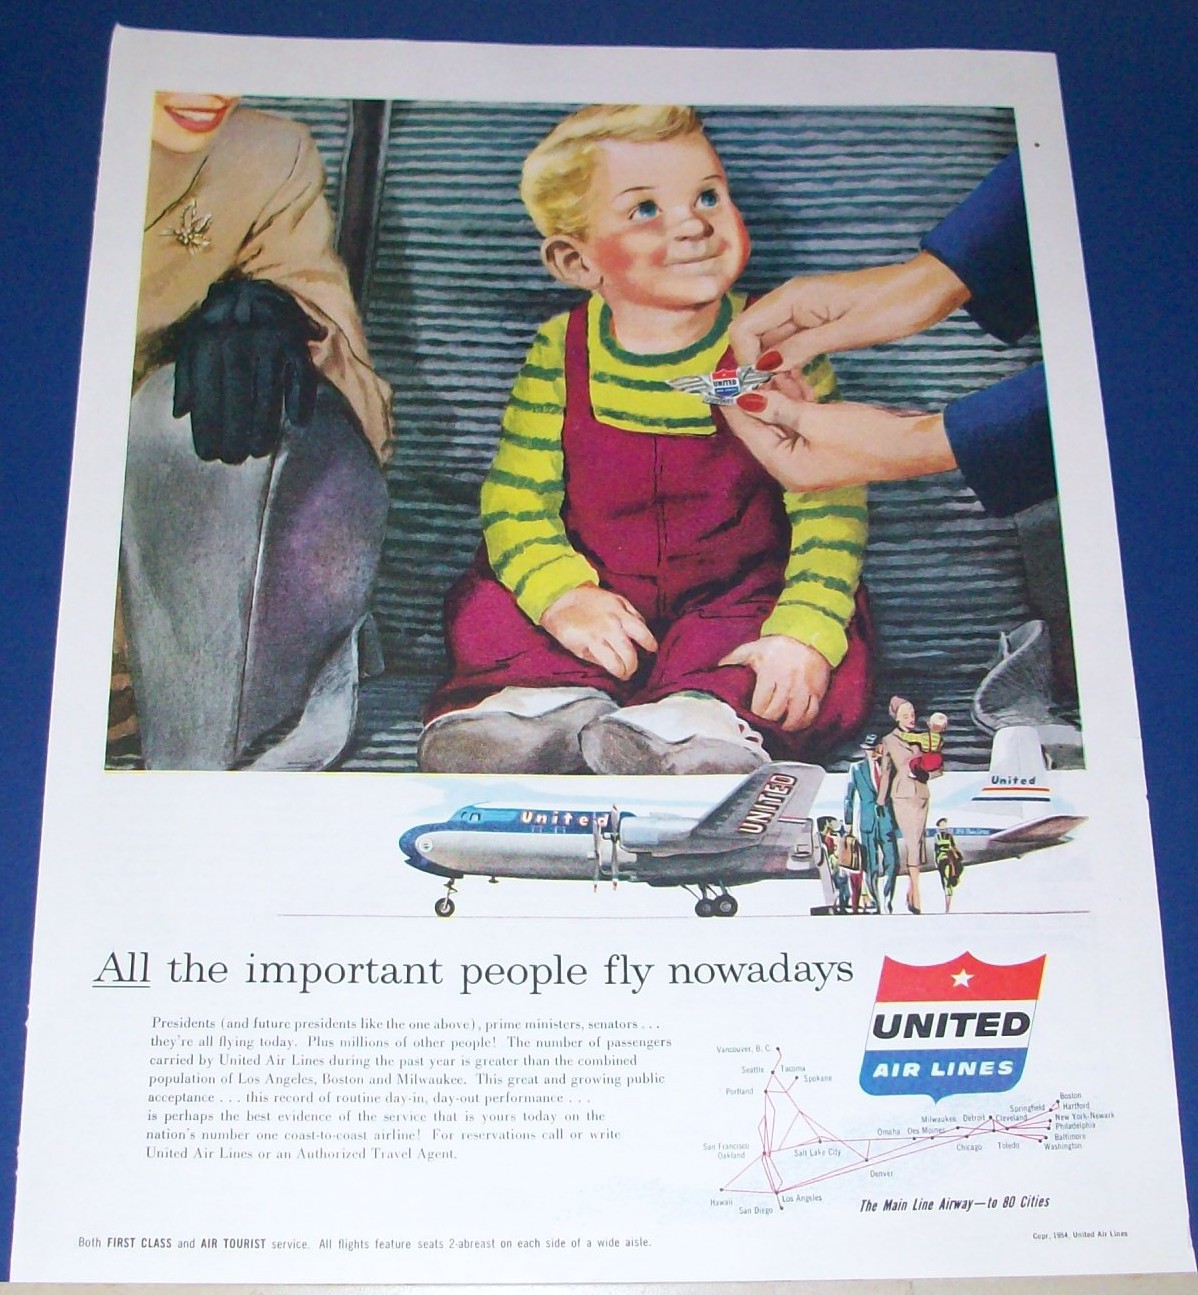 UNITED
United
UNITED
United
All the important people fly nowadays
Presidents (and future presidents like the one above), prime ministers, senators . . .
they're all flying today. Plus millions of other people! The number of passengers
carried by United Air Lines during the past year is greater than the combined
population of Los Angeles, Boston and Milwaukee. This great and growing public
acceptance . . . this record of routine day-in, day-out performance . . .
is perhaps the best evidence of the service that is yours today on the
nation's number one coast-to-coast airline! For reservations call or write
United Air Lines or an Authorized Travel Agent.
UNITED
AIR LINES
Vancouver, B. C.
Seattle
Tacoma
Spokane
Portland
San Francisco
Oakland
Salt Lake City
Omaha
Des Moines
Milwaukee
Detroit
Cleveland
Springfield
Boston
Hartford
New York-Newark
Philadelphia
Baltimore
Washington
Chicago
Toledo
Denver
Hawaii
Los Angeles
San Diego
The Main Line Airway—to 80 Cities
Both FIRST CLASS and AIR TOURIST service. All flights feature seats 2-abreast on each side of a wide aisle.
Copr. 1954, United Air Lines